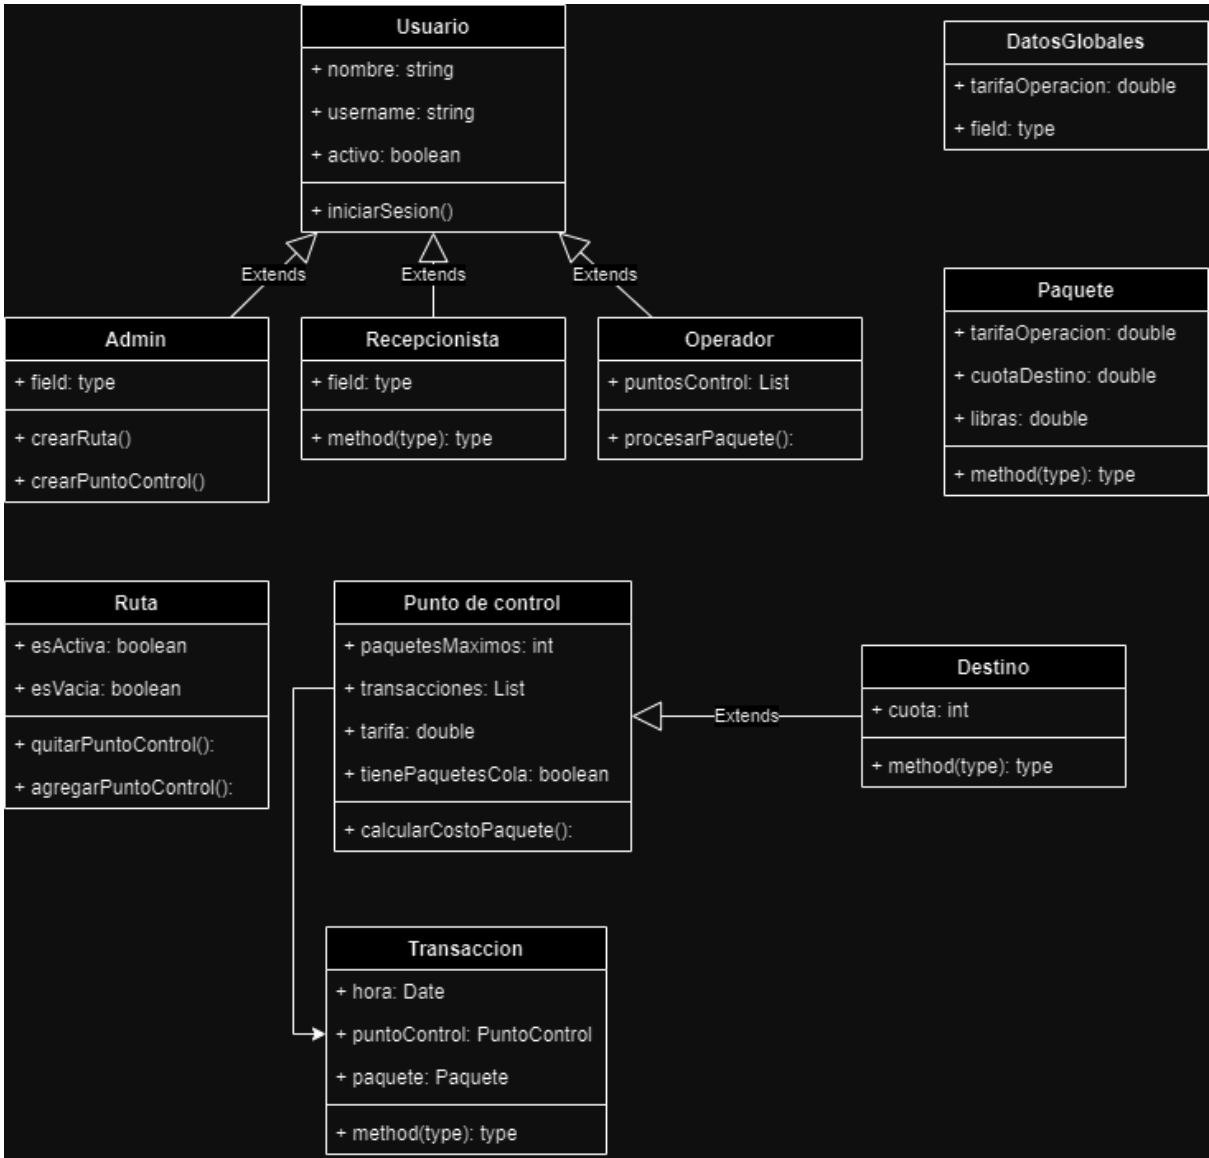 Usuario
+ nombre: string
+ username: string
+ activo: boolean
+ iniciarSesion()
DatosGlobales
+ tarifaOperacion: double
+ field: type
Extends
Extends
Extends
Admin
+ field: type
+ crearRuta()
+ crearPuntoControl()
Recepcionista
+ field: type
+ method(type): type
Operador
+ puntosControl: List
+ procesarPaquete():
Paquete
+ tarifaOperacion: double
+ cuotaDestino: double
+ libras: double
+ method(type): type
Ruta
+ esActiva: boolean
+ esVacia: boolean
+ quitarPuntoControl():
+ agregarPuntoControl():
Punto de control
+ paquetesMaximos: int
+ transacciones: List
+ tarifa: double
+ tienePaquetesCola: boolean
+ calcularCostoPaquete():
Extends
Destino
+ cuota: int
+ method(type): type
Transaccion
+ hora: Date
+ puntoControl: PuntoControl
+ paquete: Paquete
+ method(type): type